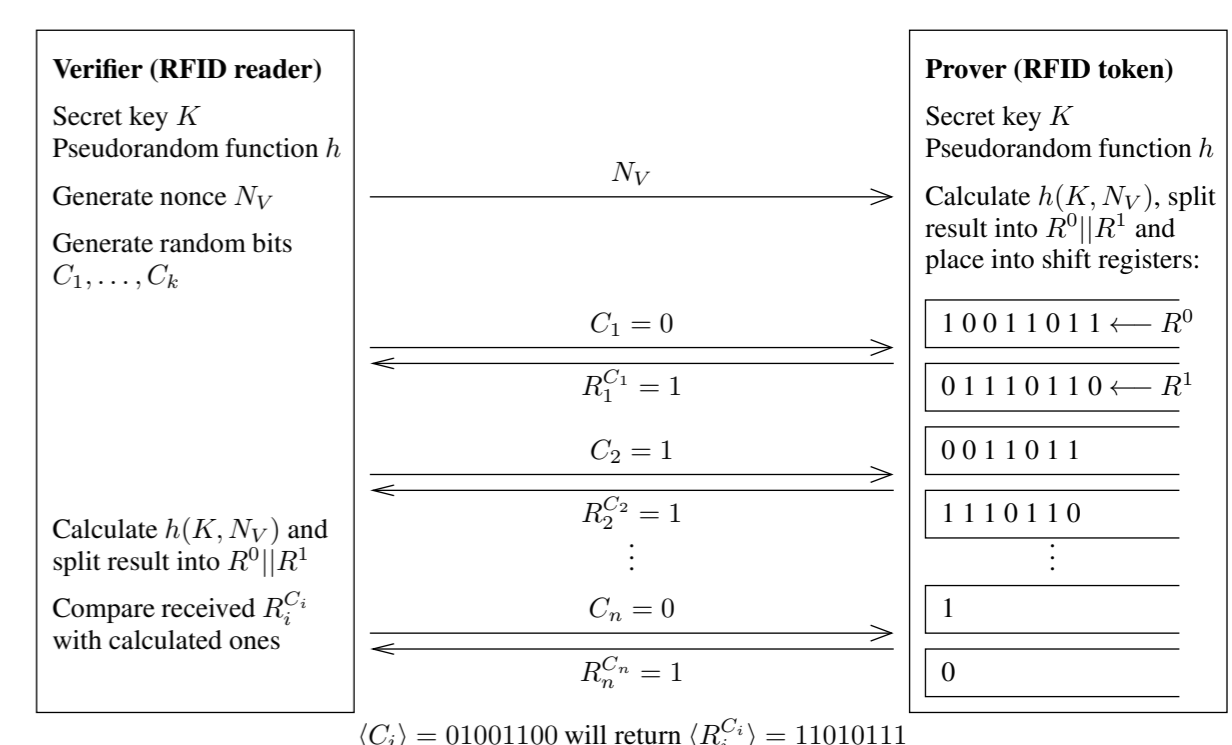 Verifier (RFID reader)
Secret key K
Pseudorandom function h
Generate nonce N_V
Generate random bits
C_1, . . . , C_k
Calculate h(K, N_V) and
split result into R^0||R^1
Compare received R_i^{C_i}
with calculated ones
N_V
C_1 = 0
R_1^{C_1} = 1
C_2 = 1
R_2^{C_2} = 1
⋮
C_n = 0
R_n^{C_n} = 1
Prover (RFID token)
Secret key K
Pseudorandom function h
Calculate h(K, N_V), split
result into R^0||R^1 and
place into shift registers:
1 0 0 1 1 0 1 1 ⟵ R^0
0 1 1 1 0 1 1 0 ⟵ R^1
0 0 1 1 0 1 1
1 1 1 0 1 1 0
⋮
1
0
⟨C_i⟩ = 01001100 will return ⟨R_i^{C_i}⟩ = 11010111